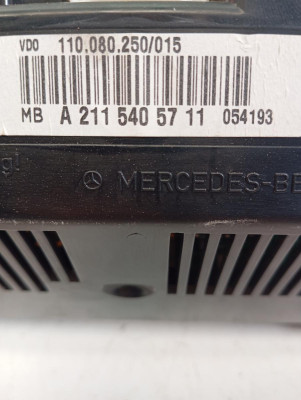 VDO 110.080.250/015
MB A 211 540 57 11 054193
MERCEDES-BE